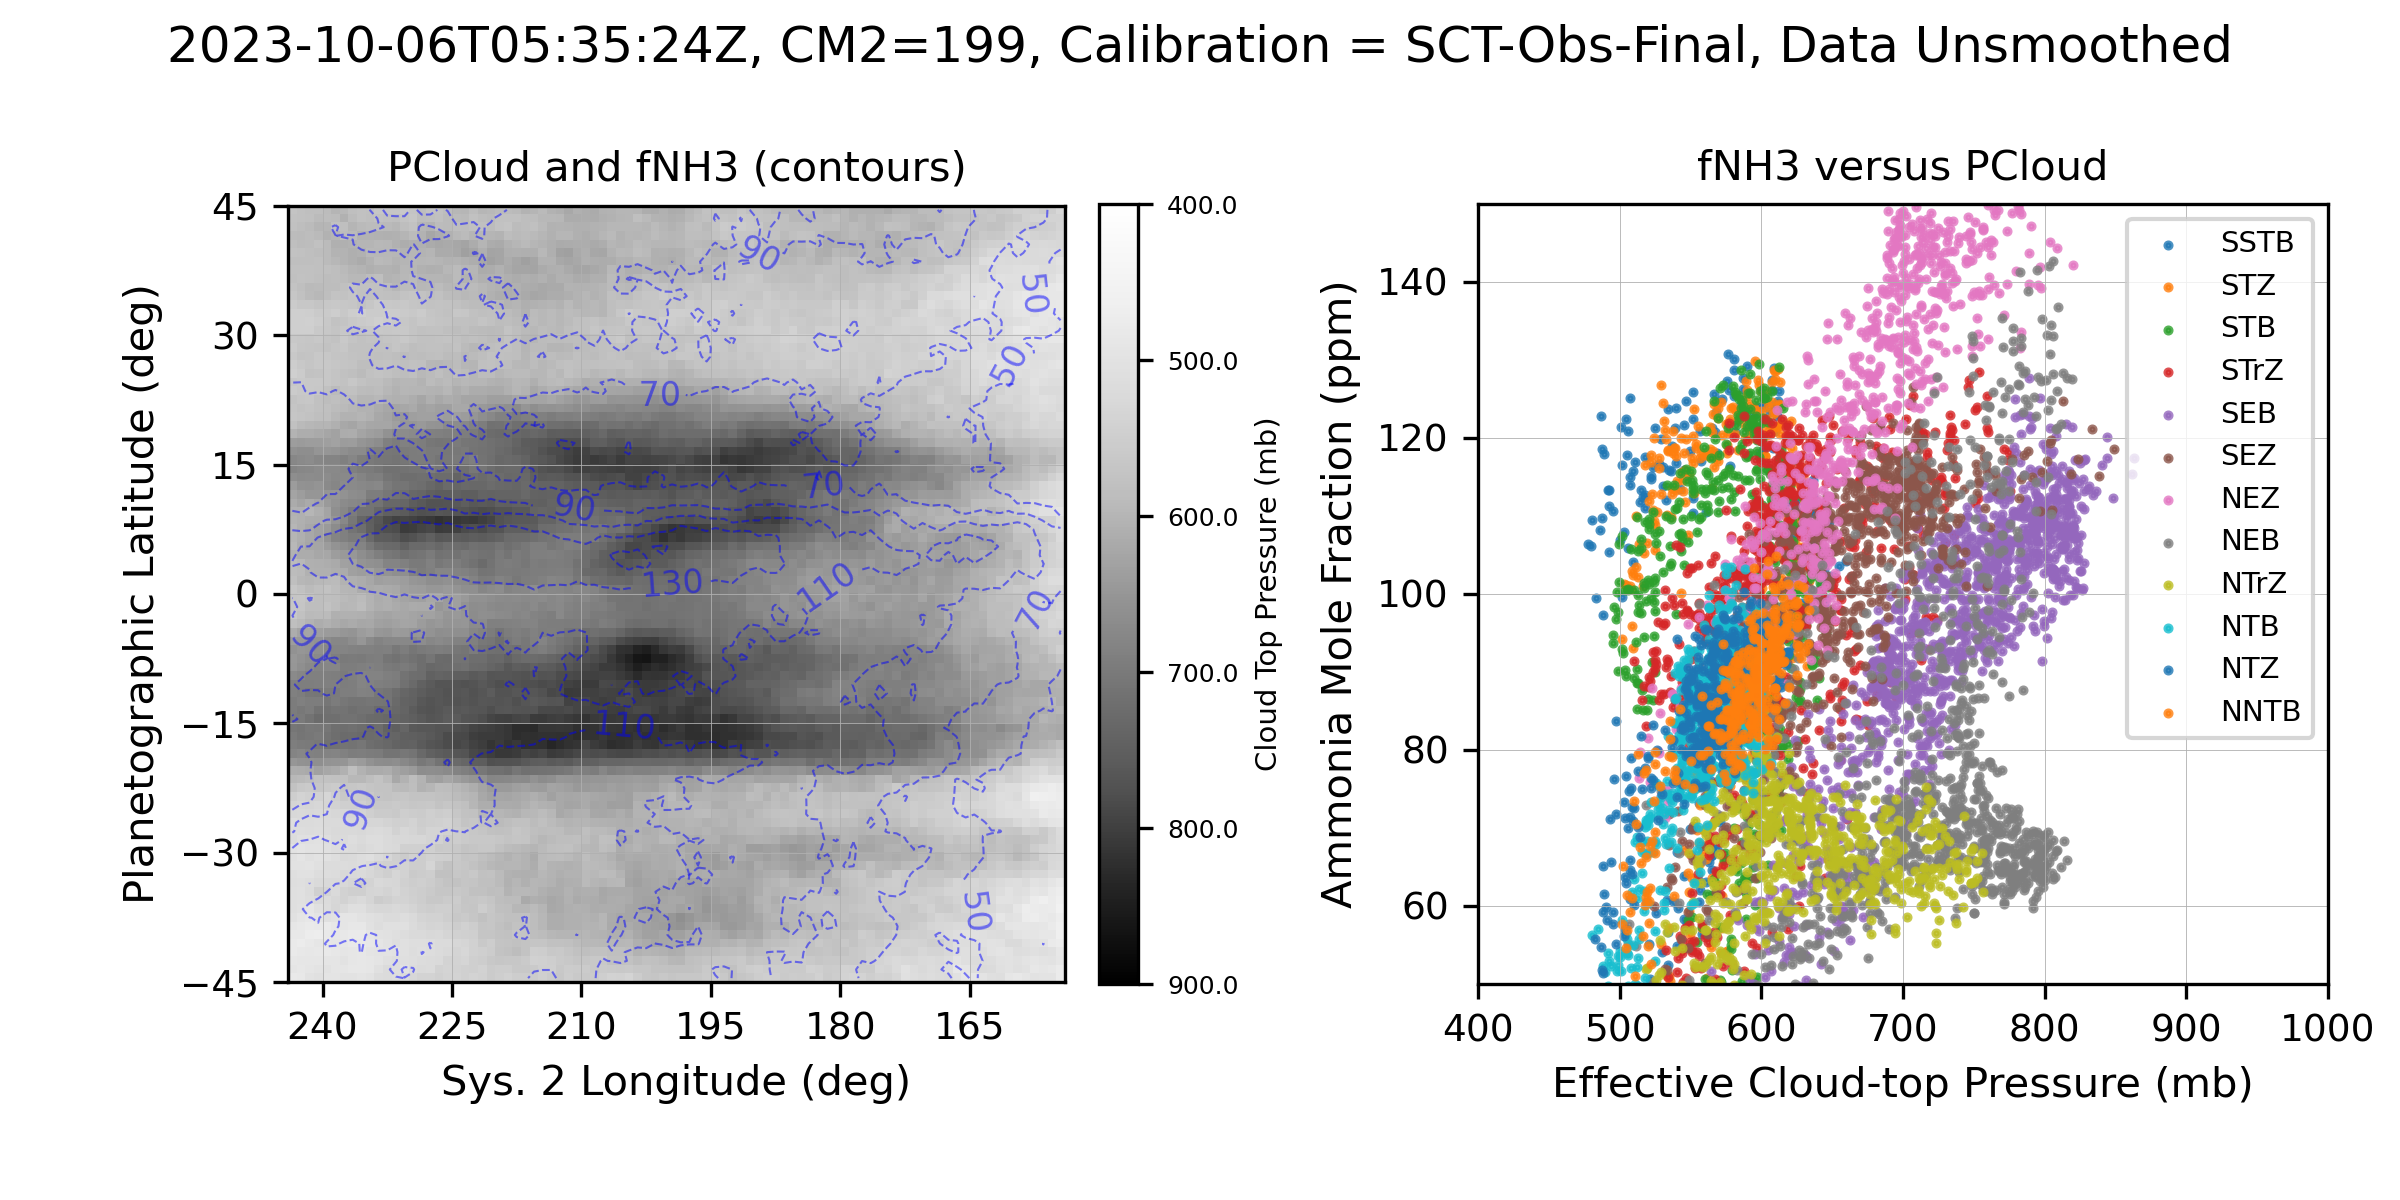 2023-10-06T05:35:24Z, CM2=199, Calibration = SCT-Obs-Final, Data Unsmoothed
PCloud and fNH3 (contours)
Planetographic Latitude (deg)
45
30
15
0
−15
−30
−45
240
225
210
195
180
165
Sys. 2 Longitude (deg)
90
50
50
70
70
90
130
110
70
90
110
90
50
400.0
500.0
600.0
700.0
800.0
900.0
Cloud Top Pressure (mb)
fNH3 versus PCloud
Ammonia Mole Fraction (ppm)
140
120
100
80
60
400
500
600
700
800
900
1000
Effective Cloud-top Pressure (mb)
SSTB
STZ
STB
STrZ
SEB
SEZ
NEZ
NEB
NTrZ
NTB
NTZ
NNTB